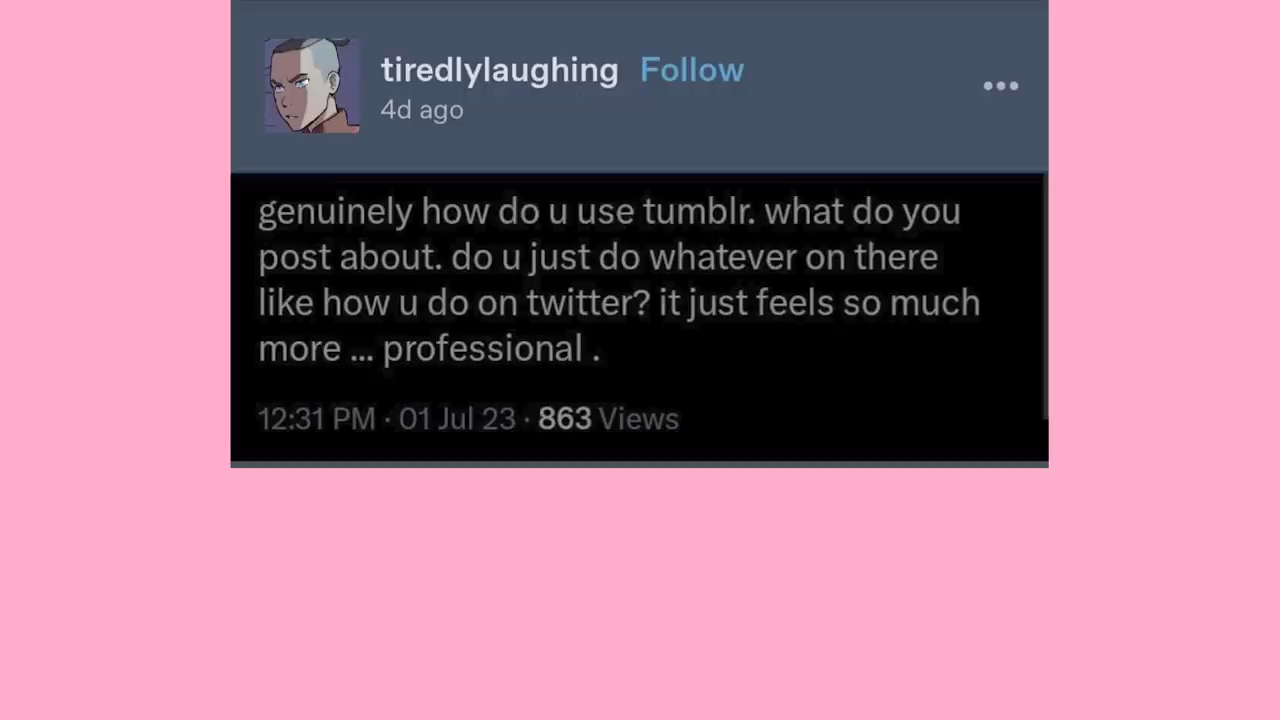 tiredlylaughing Follow
4d ago
genuinely how do u use tumblr. what do you
post about. do u just do whatever on there
like how u do on twitter? it just feels so much
more ... professional .
12:31 PM · 01 Jul 23 · 863 Views